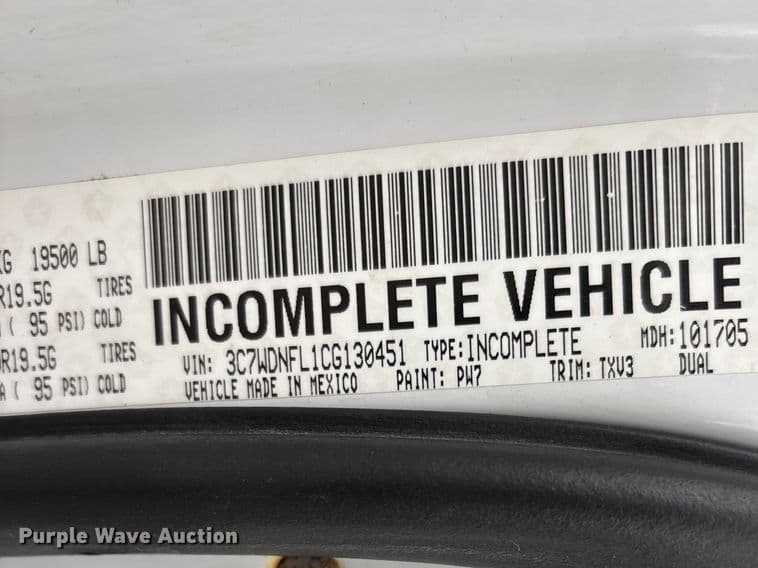 KG 19500 LB
R19.5G TIRES
( 95 PSI) COLD
R19.5G TIRES
A ( 95 PSI) COLD
INCOMPLETE VEHICLE
VIN: 3C7WDNFL1CG130451 TYPE:INCOMPLETE MDH:101705
VEHICLE MADE IN MEXICO PAINT: PW7 TRIM: TXV3 DUAL
Purple Wave Auction